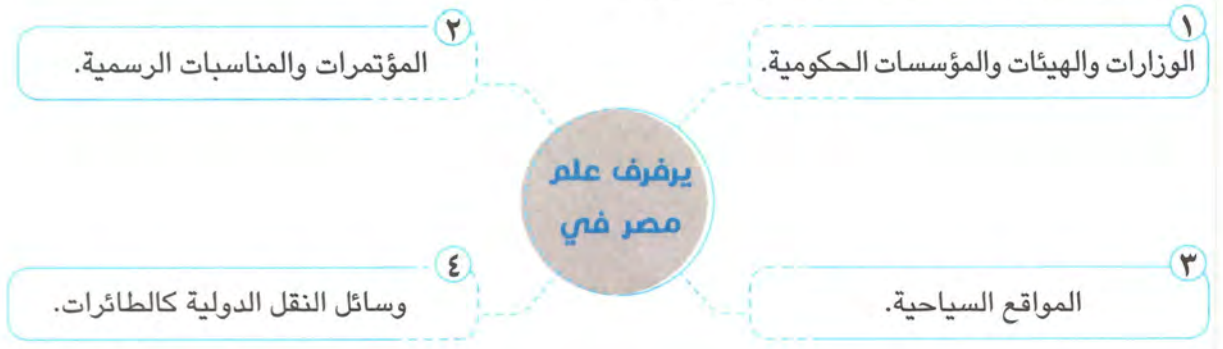 يرفرف علم
مصر في
١
الوزارات والهيئات والمؤسسات الحكومية.
٢
المؤتمرات والمناسبات الرسمية.
٣
المواقع السياحية.
٤
وسائل النقل الدولية كالطائرات.